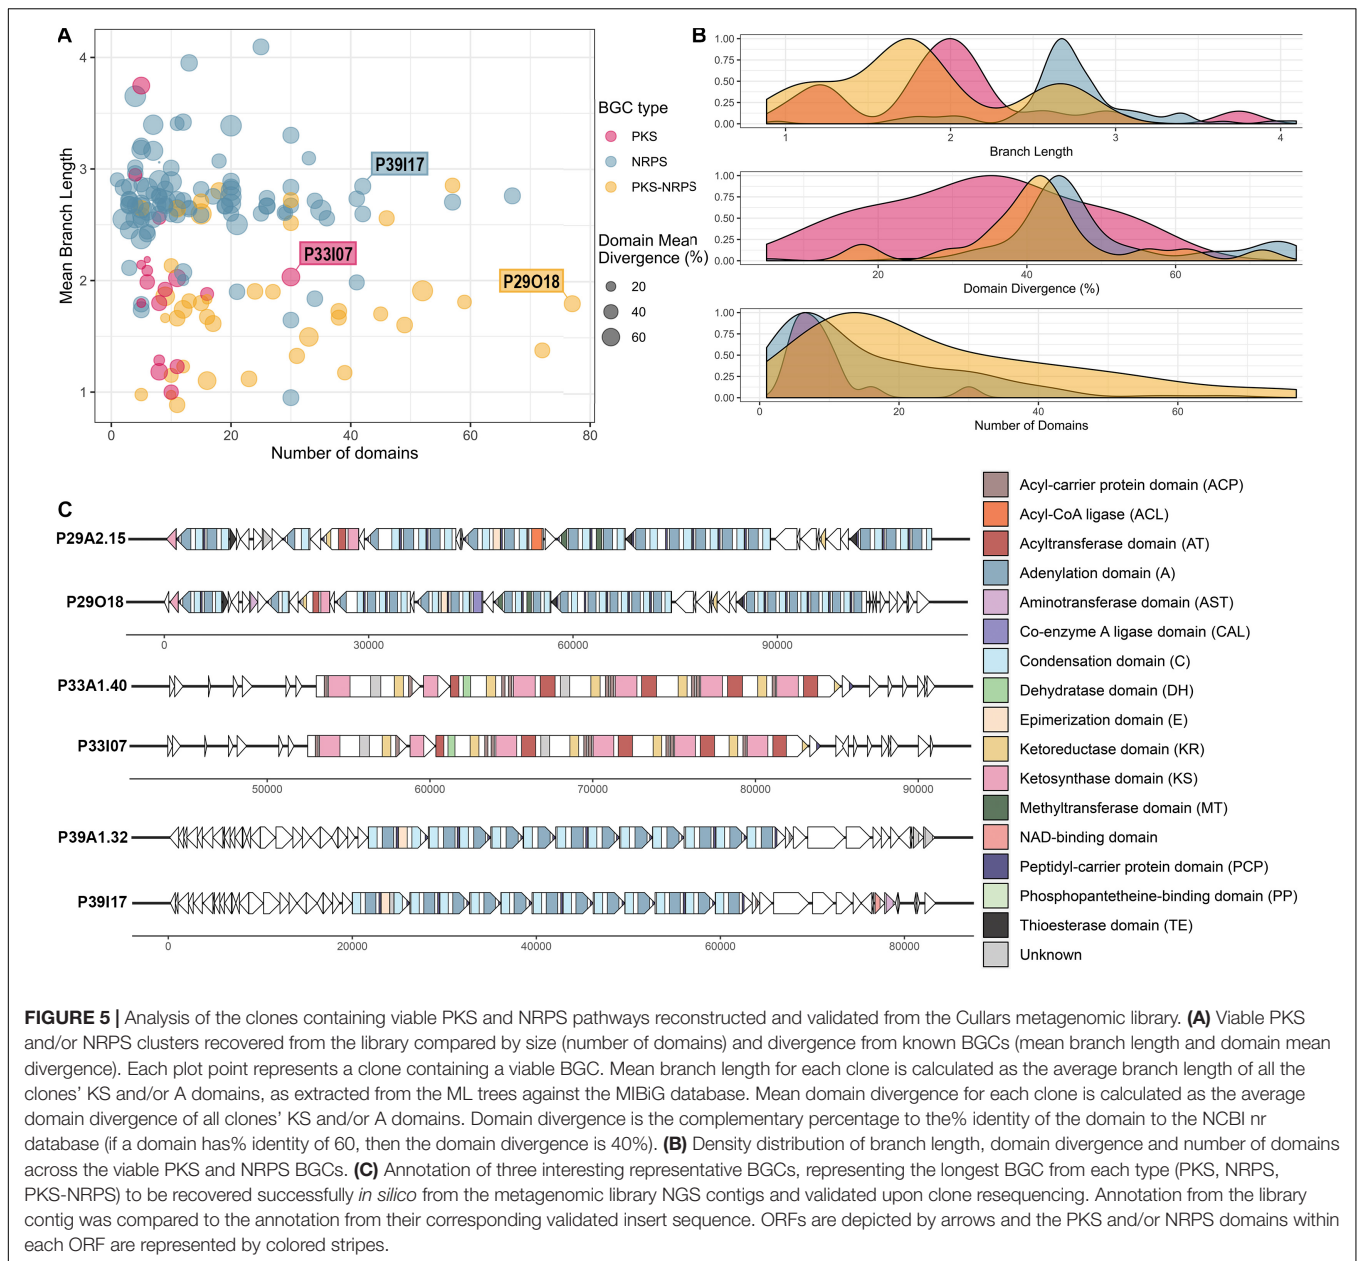 A
4
3
2
1
Mean Branch Length
0
20
40
60
80
Number of domains
P39I17
P33I07
P29O18
BGC type
PKS
NRPS
PKS-NRPS
Domain Mean
Divergence (%)
20
40
60
B
1.00
0.75
0.50
0.25
0.00
1
2
3
4
Branch Length
1.00
0.75
0.50
0.25
0.00
20
40
60
Domain Divergence (%)
1.00
0.75
0.50
0.25
0.00
0
20
40
60
Number of Domains
C
P29A2.15
P29O18
0
30000
60000
90000
P33A1.40
P33I07
50000
60000
70000
80000
90000
P39A1.32
P39I17
0
20000
40000
60000
80000
Acyl-carrier protein domain (ACP)
Acyl-CoA ligase (ACL)
Acyltransferase domain (AT)
Adenylation domain (A)
Aminotransferase domain (AST)
Co-enzyme A ligase domain (CAL)
Condensation domain (C)
Dehydratase domain (DH)
Epimerization domain (E)
Ketoreductase domain (KR)
Ketosynthase domain (KS)
Methyltransferase domain (MT)
NAD-binding domain
Peptidyl-carrier protein domain (PCP)
Phosphopantetheine-binding domain (PP)
Thioesterase domain (TE)
Unknown
FIGURE 5 | Analysis of the clones containing viable PKS and NRPS pathways reconstructed and validated from the Cullars metagenomic library. (A) Viable PKS
and/or NRPS clusters recovered from the library compared by size (number of domains) and divergence from known BGCs (mean branch length and domain mean
divergence). Each plot point represents a clone containing a viable BGC. Mean branch length for each clone is calculated as the average branch length of all the
clones' KS and/or A domains, as extracted from the ML trees against the MIBiG database. Mean domain divergence for each clone is calculated as the average
domain divergence of all clones' KS and/or A domains. Domain divergence is the complementary percentage to the% identity of the domain to the NCBI nr
database (if a domain has% identity of 60, then the domain divergence is 40%). (B) Density distribution of branch length, domain divergence and number of domains
across the viable PKS and NRPS BGCs. (C) Annotation of three interesting representative BGCs, representing the longest BGC from each type (PKS, NRPS,
PKS-NRPS) to be recovered successfully in silico from the metagenomic library NGS contigs and validated upon clone resequencing. Annotation from the library
contig was compared to the annotation from their corresponding validated insert sequence. ORFs are depicted by arrows and the PKS and/or NRPS domains within
each ORF are represented by colored stripes.